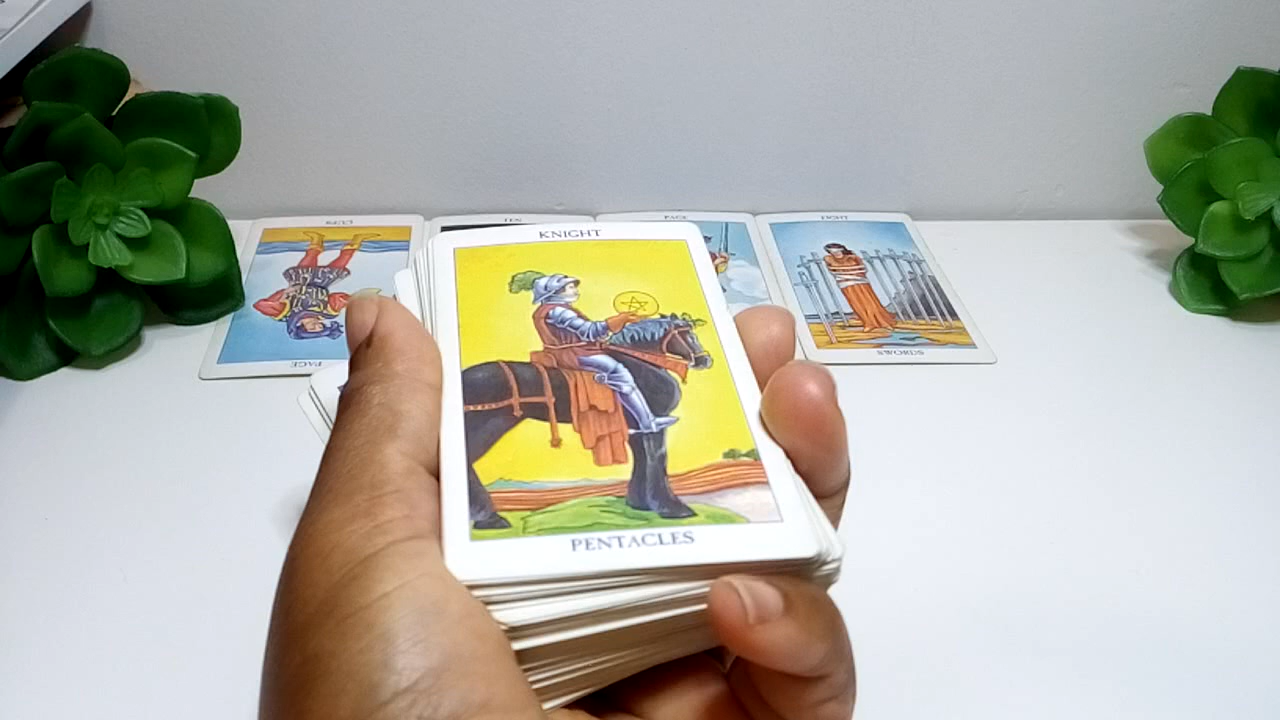 CUPS
TEN
PAGE
EIGHT
KNIGHT
PAGE
SWORDS
PENTACLES